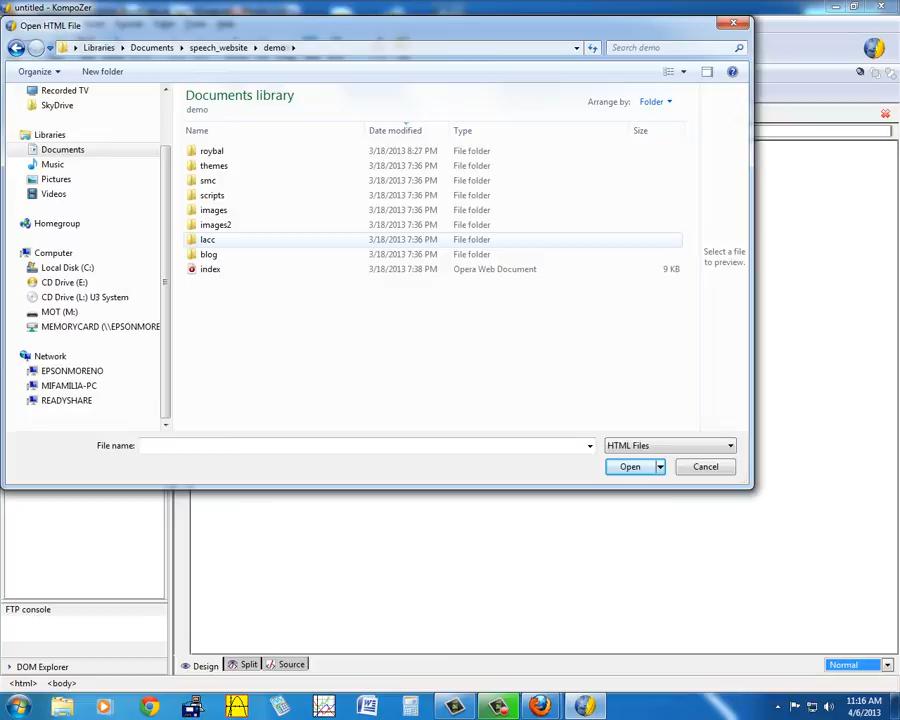 untitled - KompoZer
Open HTML File
Libraries Documents speech_website demo
Search demo
Organize New folder
Recorded TV
SkyDrive
Libraries
Documents
Music
Pictures
Videos
Homegroup
Computer
Local Disk (C:)
CD Drive (E:)
CD Drive (L:) U3 System
MOT (M:)
MEMORYCARD (\\EPSONMORE
Network
EPSONMORENO
MIFAMILIA-PC
READYSHARE
Documents library
demo
Arrange by: Folder
Name Date modified Type Size
roybal 3/18/2013 8:27 PM File folder
themes 3/18/2013 7:36 PM File folder
smc 3/18/2013 7:36 PM File folder
scripts 3/18/2013 7:36 PM File folder
images 3/18/2013 7:36 PM File folder
images2 3/18/2013 7:36 PM File folder
lacc 3/18/2013 7:36 PM File folder
blog 3/18/2013 7:36 PM File folder
index 3/18/2013 7:38 PM Opera Web Document 9 KB
Select a file
to preview.
File name:
HTML Files
Open Cancel
FTP console
DOM Explorer
Design Split Source
Normal
<html> <body>
11:16 AM
4/6/2013